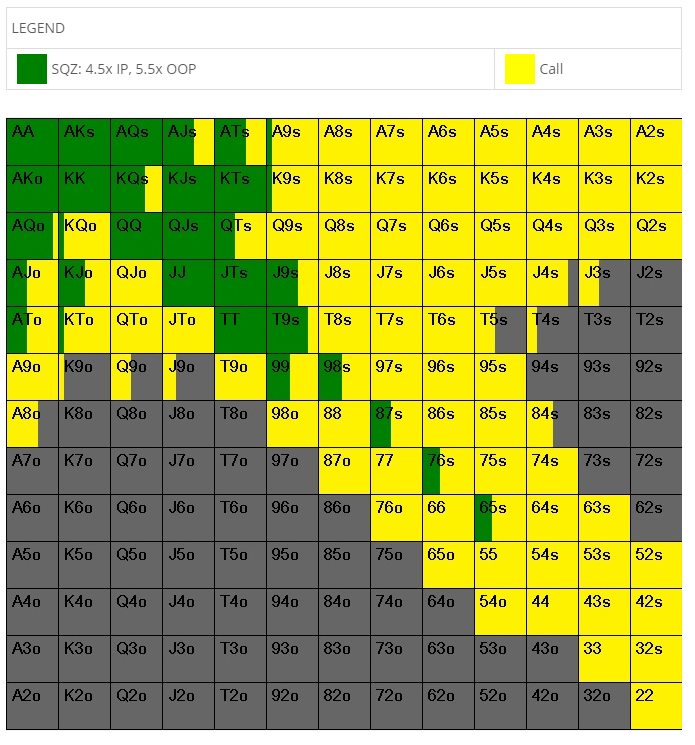 LEGEND
SQZ: 4.5x IP, 5.5x OOP Call
AA AKs AQs AJs ATs A9s A8s A7s A6s A5s A4s A3s A2s
AKo KK KQs KJs KTs K9s K8s K7s K6s K5s K4s K3s K2s
AQo KQo QQ QJs QTs Q9s Q8s Q7s Q6s Q5s Q4s Q3s Q2s
AJo KJo QJo JJ JTs J9s J8s J7s J6s J5s J4s J3s J2s
ATo KTo QTo JTo TT T9s T8s T7s T6s T5s T4s T3s T2s
A9o K9o Q9o J9o T9o 99 98s 97s 96s 95s 94s 93s 92s
A8o K8o Q8o J8o T8o 98o 88 87s 86s 85s 84s 83s 82s
A7o K7o Q7o J7o T7o 97o 87o 77 76s 75s 74s 73s 72s
A6o K6o Q6o J6o T6o 96o 86o 76o 66 65s 64s 63s 62s
A5o K5o Q5o J5o T5o 95o 85o 75o 65o 55 54s 53s 52s
A4o K4o Q4o J4o T4o 94o 84o 74o 64o 54o 44 43s 42s
A3o K3o Q3o J3o T3o 93o 83o 73o 63o 53o 43o 33 32s
A2o K2o Q2o J2o T2o 92o 82o 72o 62o 52o 42o 32o 22